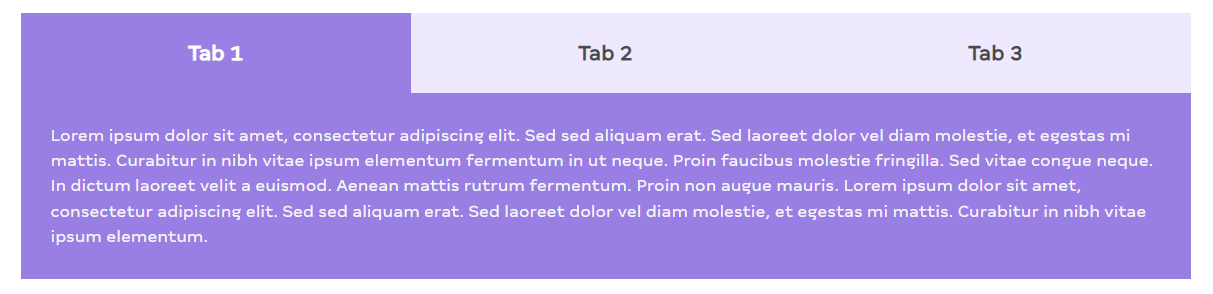 Tab 1
Tab 2
Tab 3
Lorem ipsum dolor sit amet, consectetur adipiscing elit. Sed sed aliquam erat. Sed laoreet dolor vel diam molestie, et egestas mi
mattis. Curabitur in nibh vitae ipsum elementum fermentum in ut neque. Proin faucibus molestie fringilla. Sed vitae congue neque.
In dictum laoreet velit a euismod. Aenean mattis rutrum fermentum. Proin non augue mauris. Lorem ipsum dolor sit amet,
consectetur adipiscing elit. Sed sed aliquam erat. Sed laoreet dolor vel diam molestie, et egestas mi mattis. Curabitur in nibh vitae
ipsum elementum.